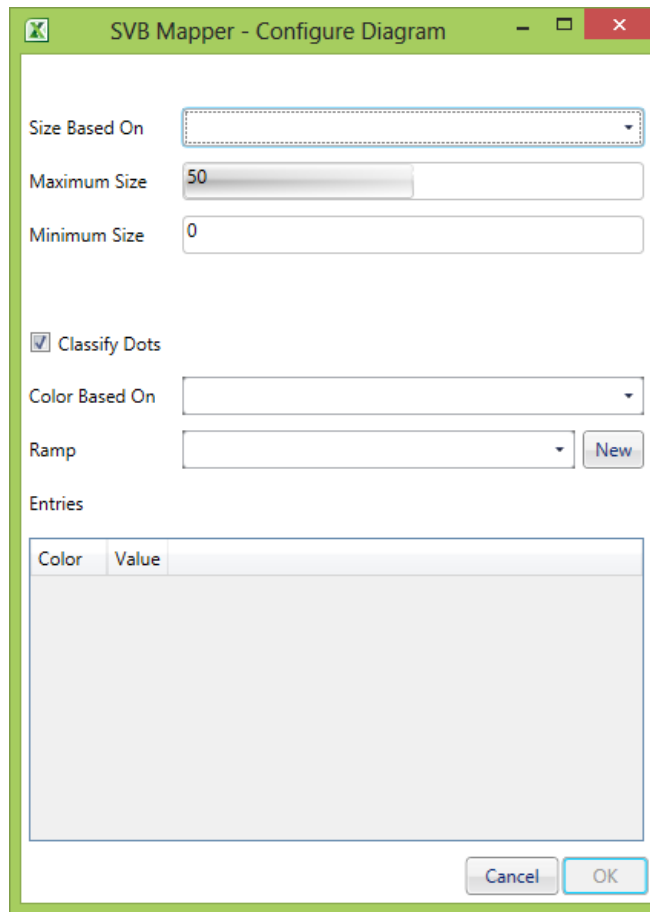 SVB Mapper - Configure Diagram
Size Based On
Maximum Size 50
Minimum Size 0
Classify Dots
Color Based On
Ramp New
Entries
Color Value
Cancel OK